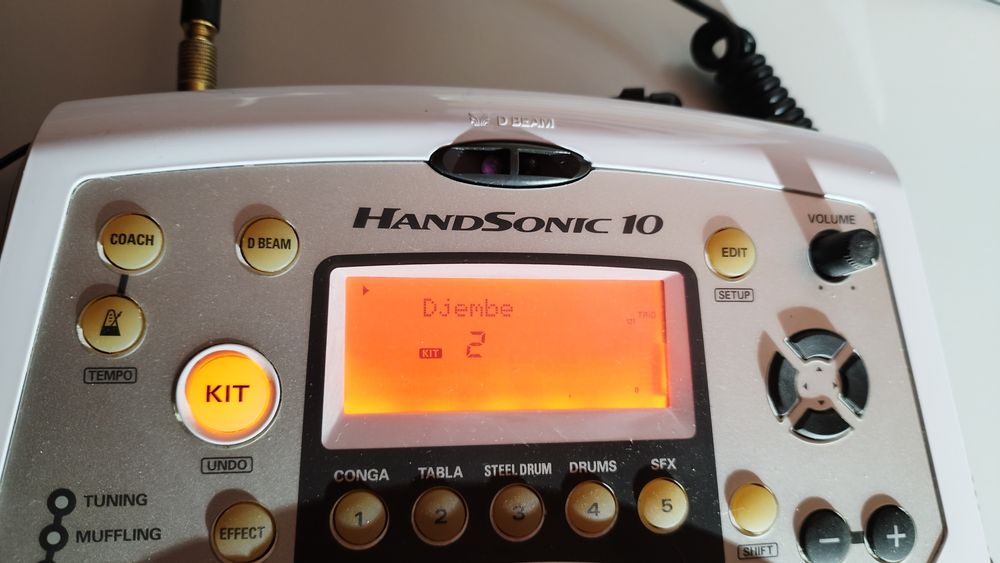 D BEAM
HANDSONIC 10
VOLUME
COACH
D BEAM
EDIT
SETUP
Djembe
TRIG
KIT 2
TEMPO
KIT
UNDO
CONGA TABLA STEEL DRUM DRUMS SFX
1 2 3 4 5
TUNING
MUFFLING
EFFECT
SHIFT
- +